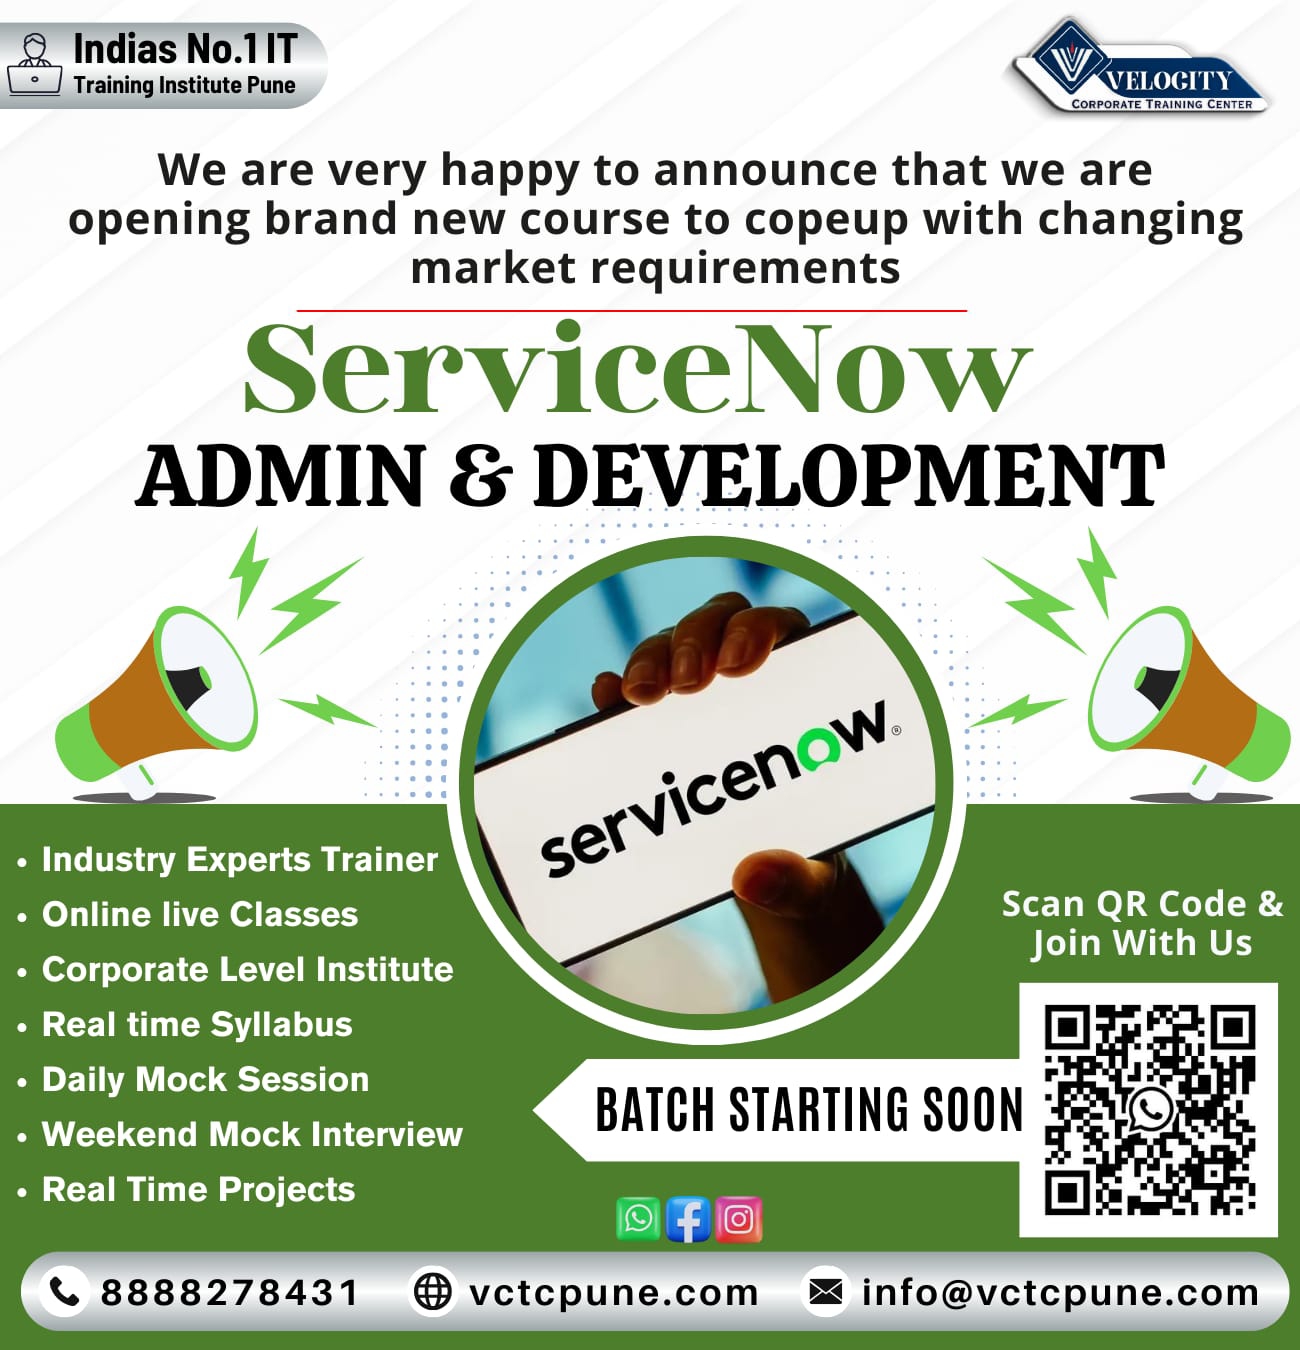 Indias No.1 IT
Training Institute Pune
VELOCITY
CORPORATE TRAINING CENTER
We are very happy to announce that we are
opening brand new course to copeup with changing
market requirements
ServiceNow
ADMIN & DEVELOPMENT
servicenow®
• Industry Experts Trainer
• Online live Classes
• Corporate Level Institute
• Real time Syllabus
• Daily Mock Session
• Weekend Mock Interview
• Real Time Projects
Scan QR Code &
Join With Us
BATCH STARTING SOON
8888278431
vctcpune.com
info@vctcpune.com